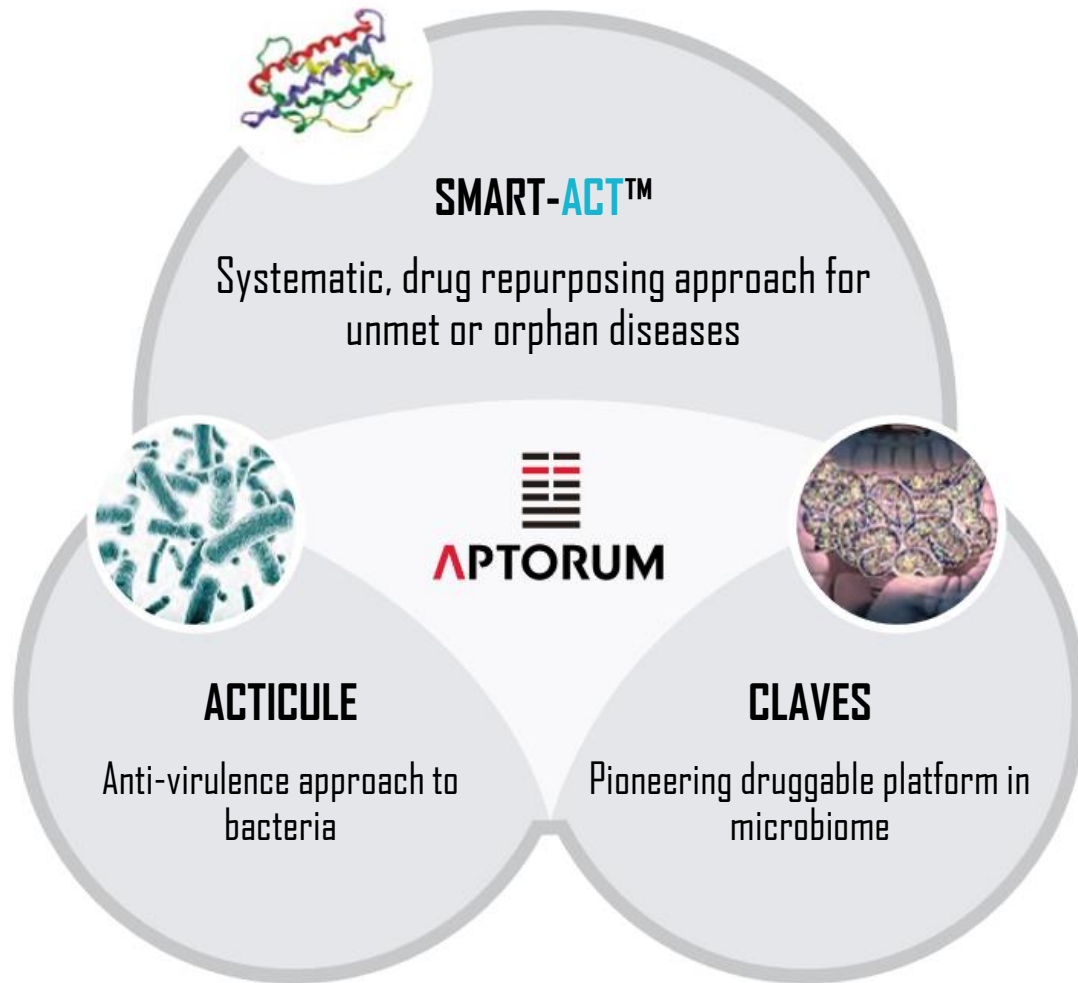 SMART-ACT™
Systematic, drug repurposing approach for
unmet or orphan diseases
APTORUM
ACTICULE
Anti-virulence approach to
bacteria
CLAVES
Pioneering druggable platform in
microbiome